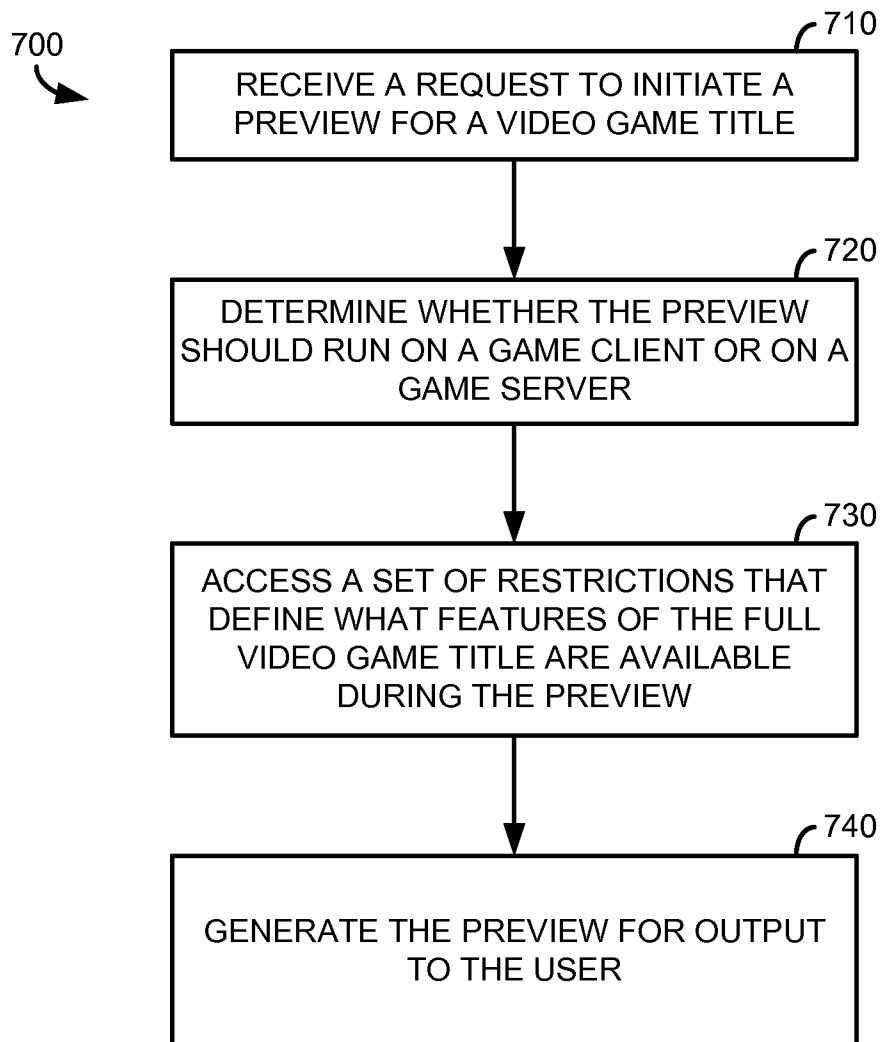 710
700
RECEIVE A REQUEST TO INITIATE A
PREVIEW FOR A VIDEO GAME TITLE
720
DETERMINE WHETHER THE PREVIEW
SHOULD RUN ON A GAME CLIENT OR ON A
GAME SERVER
730
ACCESS A SET OF RESTRICTIONS THAT
DEFINE WHAT FEATURES OF THE FULL
VIDEO GAME TITLE ARE AVAILABLE
DURING THE PREVIEW
740
GENERATE THE PREVIEW FOR OUTPUT
TO THE USER